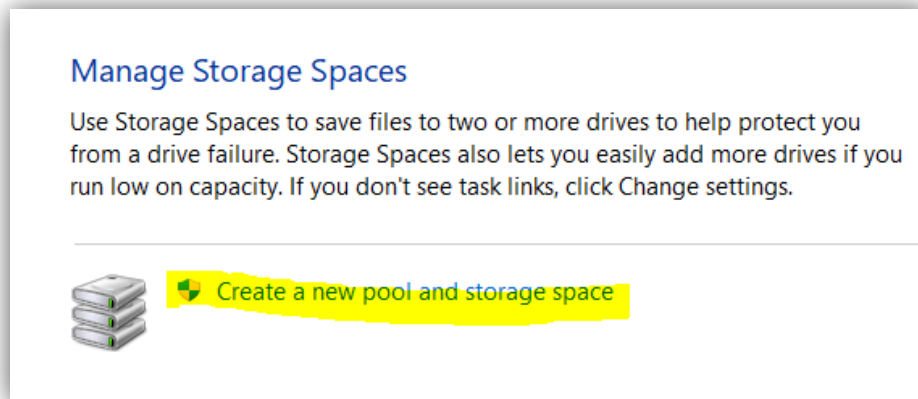 Manage Storage Spaces
Use Storage Spaces to save files to two or more drives to help protect you
from a drive failure. Storage Spaces also lets you easily add more drives if you
run low on capacity. If you don't see task links, click Change settings.
Create a new pool and storage space